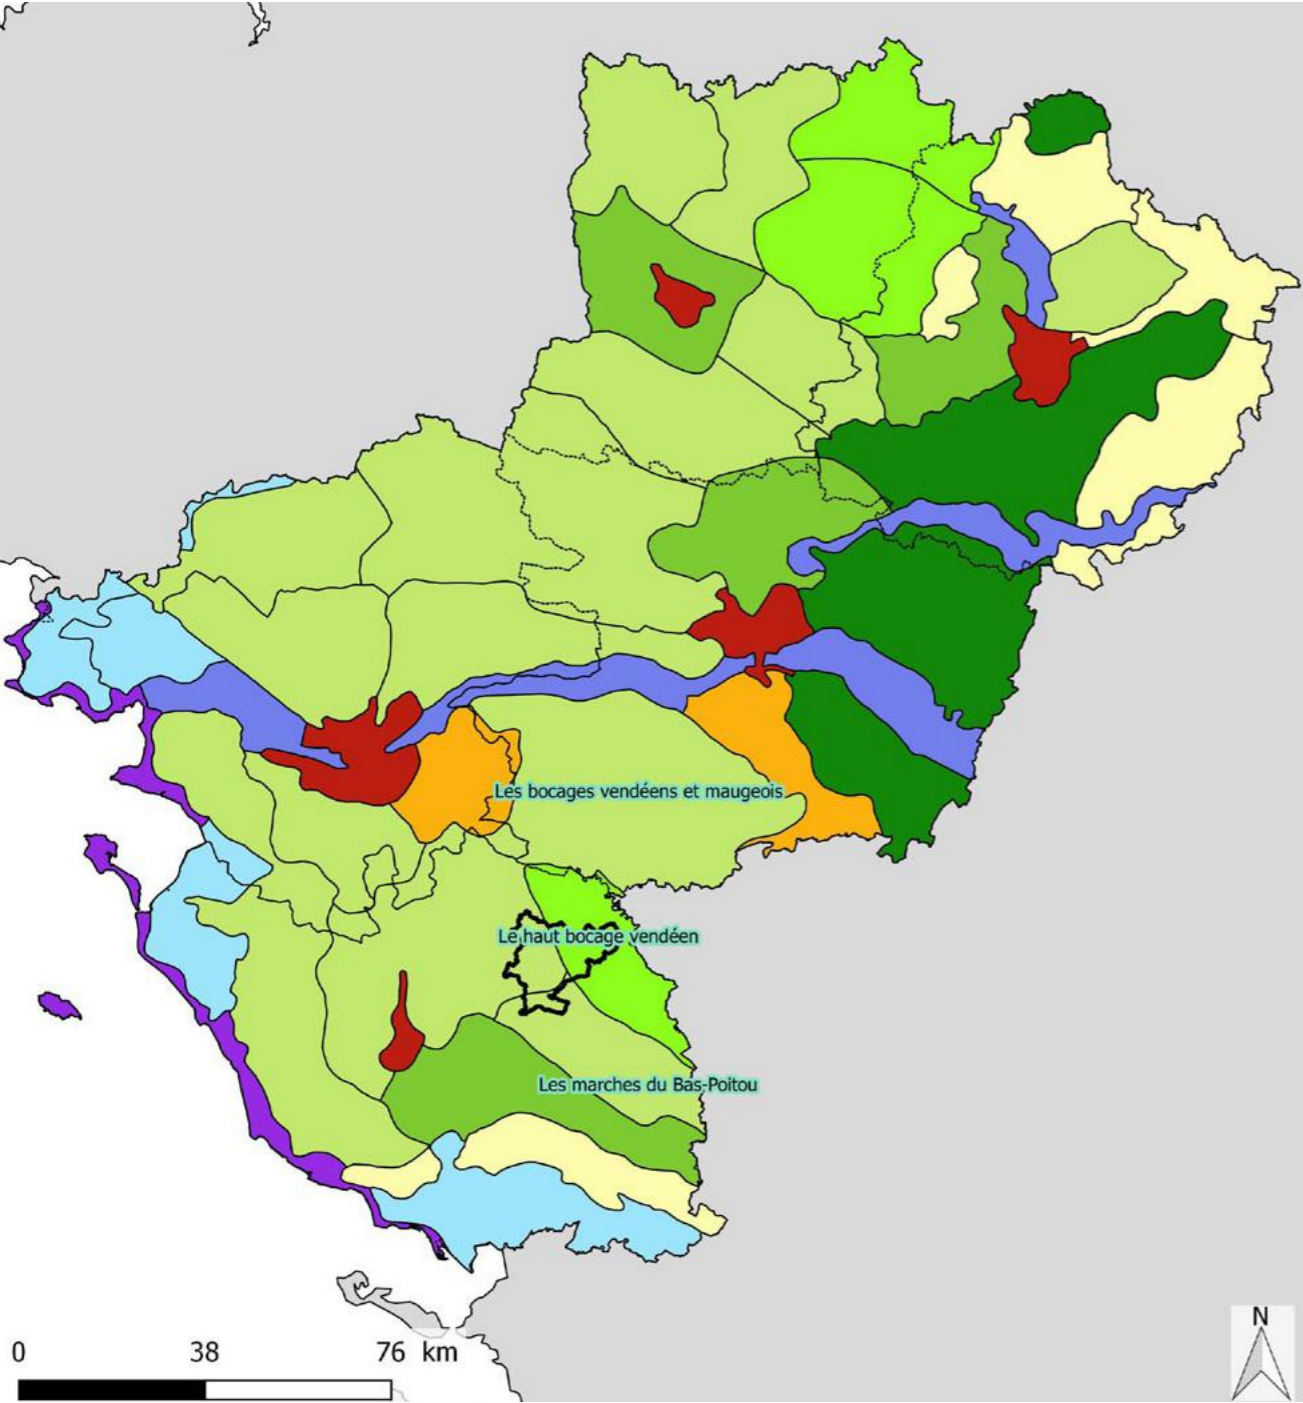 Les bocages vendéens et maugeois
Le haut bocage vendéen
Les marches du Bas-Poitou
N
0 38 76 km